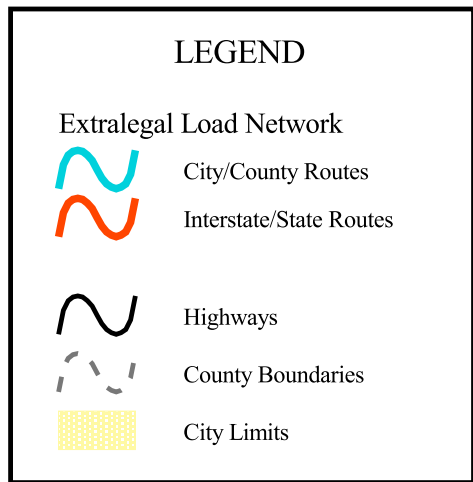 LEGEND
Extralegal Load Network
City/County Routes
Interstate/State Routes
Highways
County Boundaries
City Limits